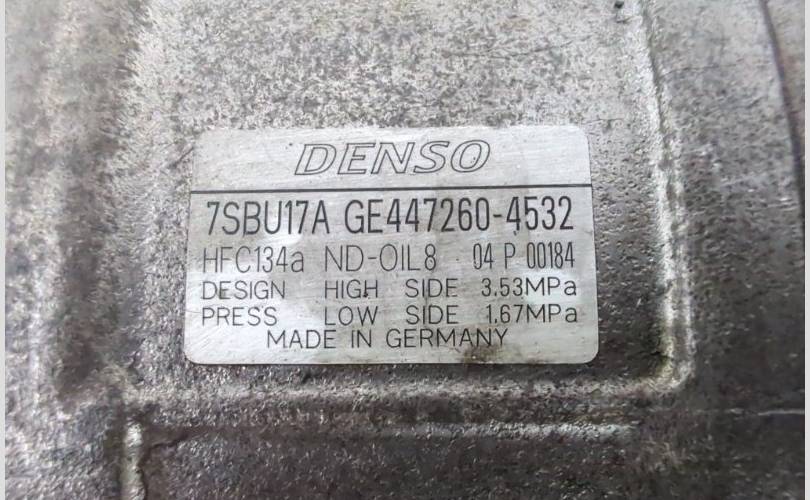 DENSO
7SBU17A GE447260-4532
HFC134a ND-OIL8 04 P 00184
DESIGN HIGH SIDE 3.53MPa
PRESS LOW SIDE 1.67MPa
MADE IN GERMANY